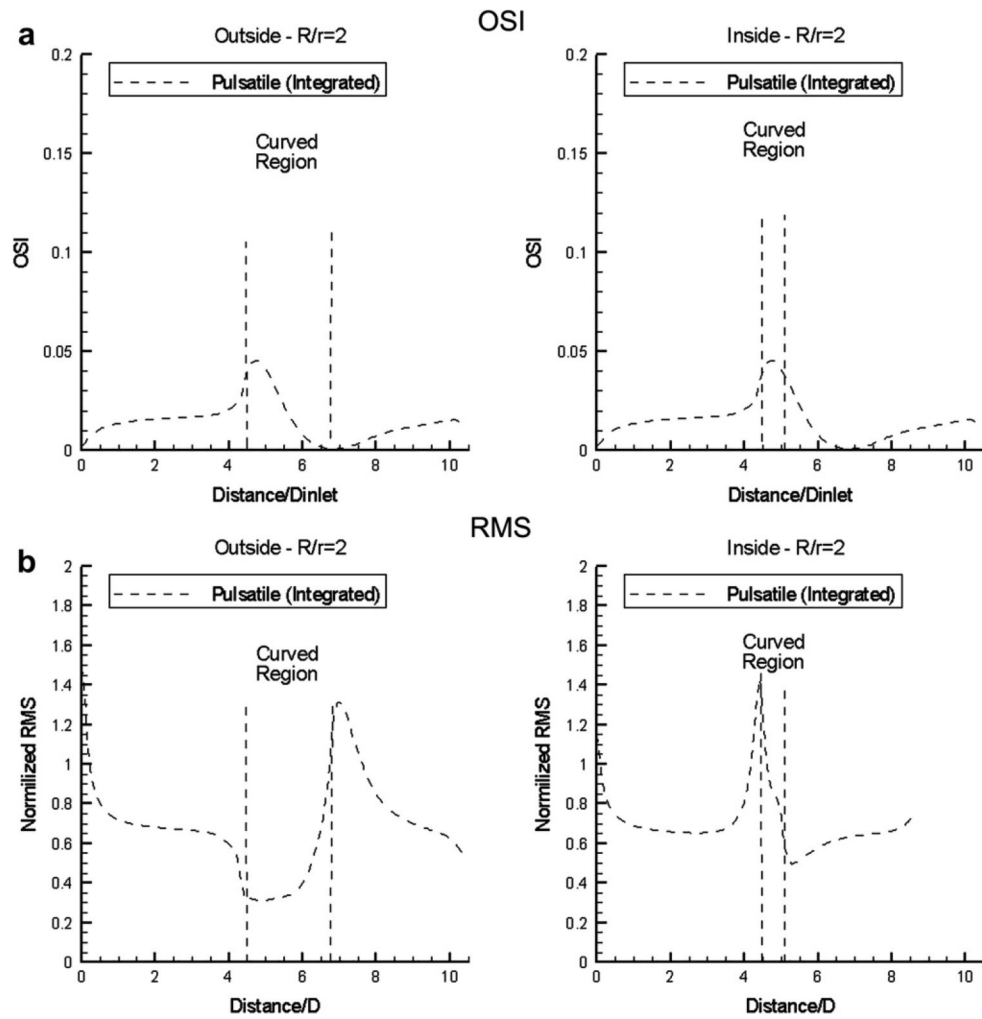 OSI
a
Outside - R/r=2
Inside - R/r=2
0.2
Pulsatile (Integrated)
0.2
Pulsatile (Integrated)
Curved
Region
Curved
Region
0.15
0.15
OSI
0.1
OSI
0.1
0.05
0.05
0
0
0 2 4 6 8 10
0 2 4 6 8 10
Distance/Dinlet
Distance/Dinlet
RMS
b
Outside - R/r=2
Inside - R/r=2
2
Pulsatile (Integrated)
2
Pulsatile (Integrated)
1.8
1.8
Curved
Region
Curved
Region
1.6
1.6
1.4
1.4
1.2
1.2
Normilized RMS
1
Normilized RMS
1
0.8
0.8
0.6
0.6
0.4
0.4
0.2
0.2
0
0
0 2 4 6 8 10
0 2 4 6 8 10
Distance/D
Distance/D